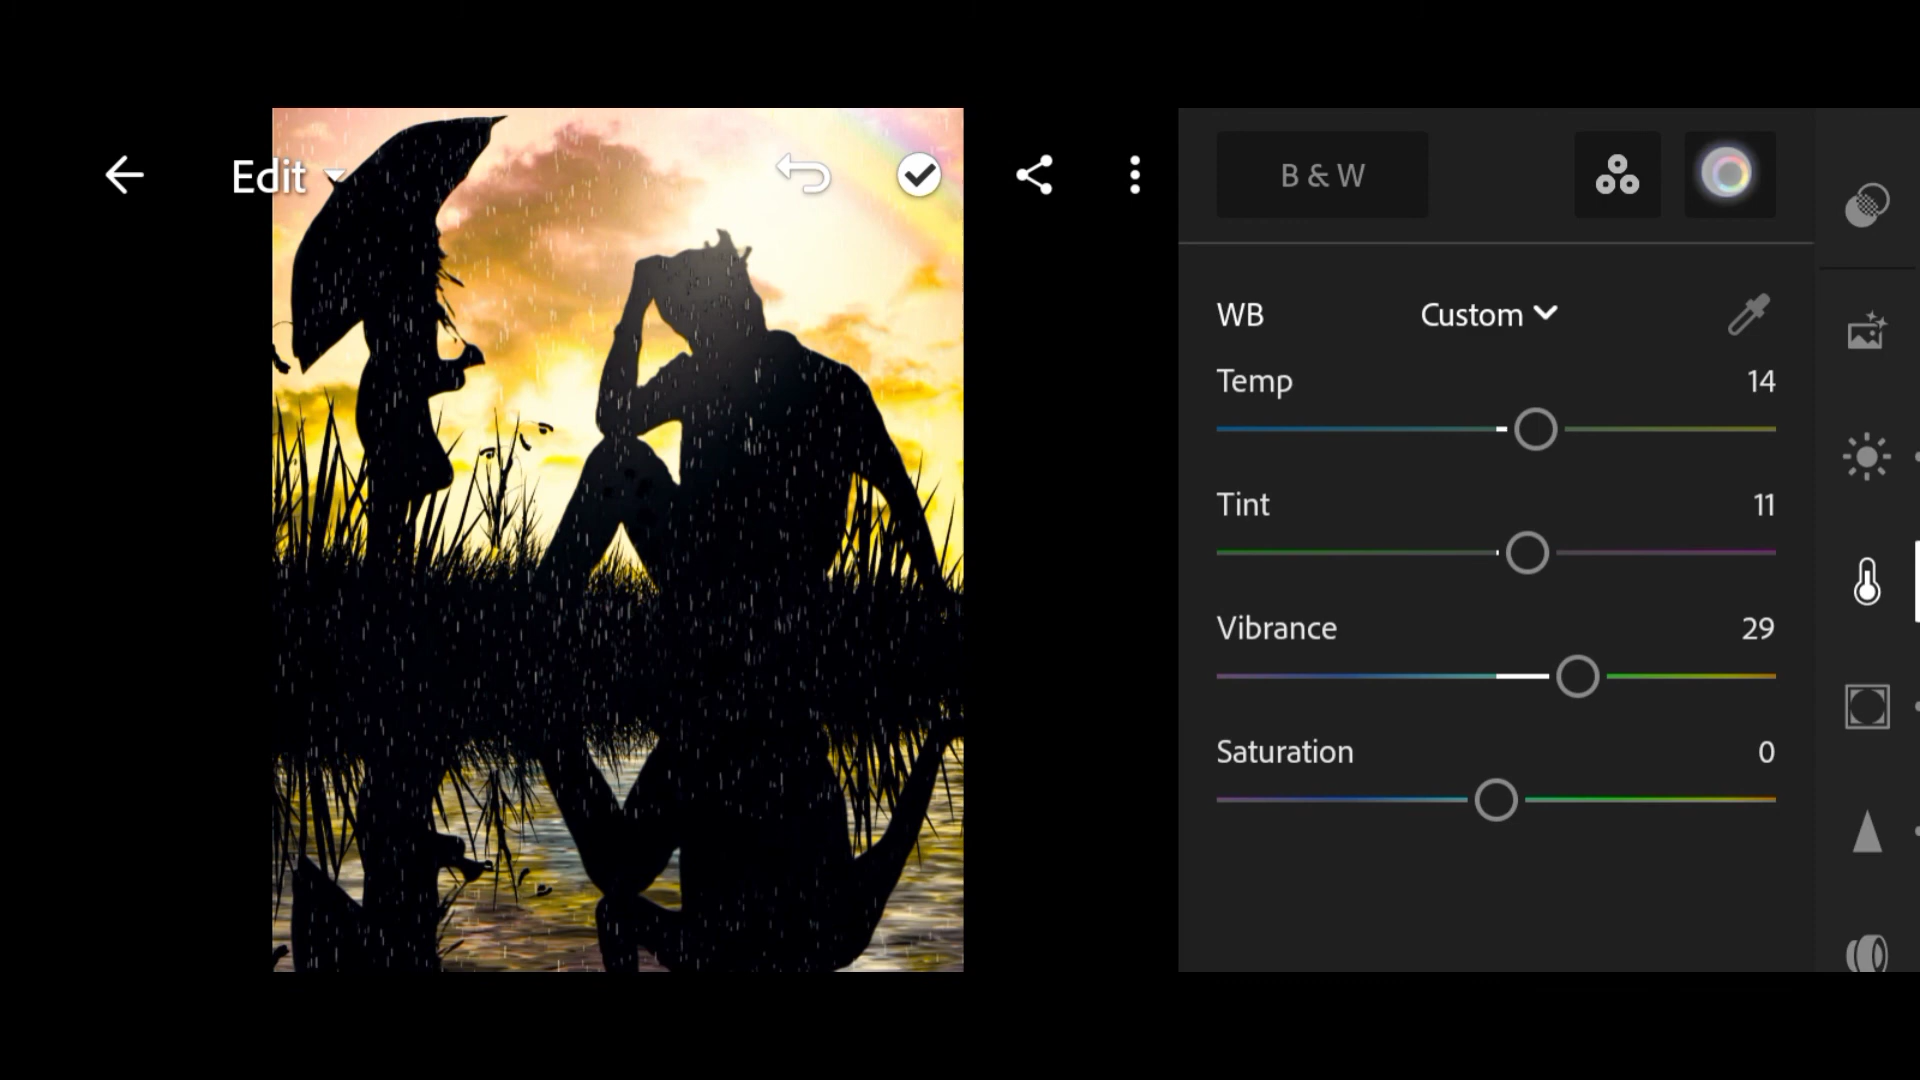 Edit
B & W
WB Custom
Temp 14
Tint 11
Vibrance 29
Saturation 0